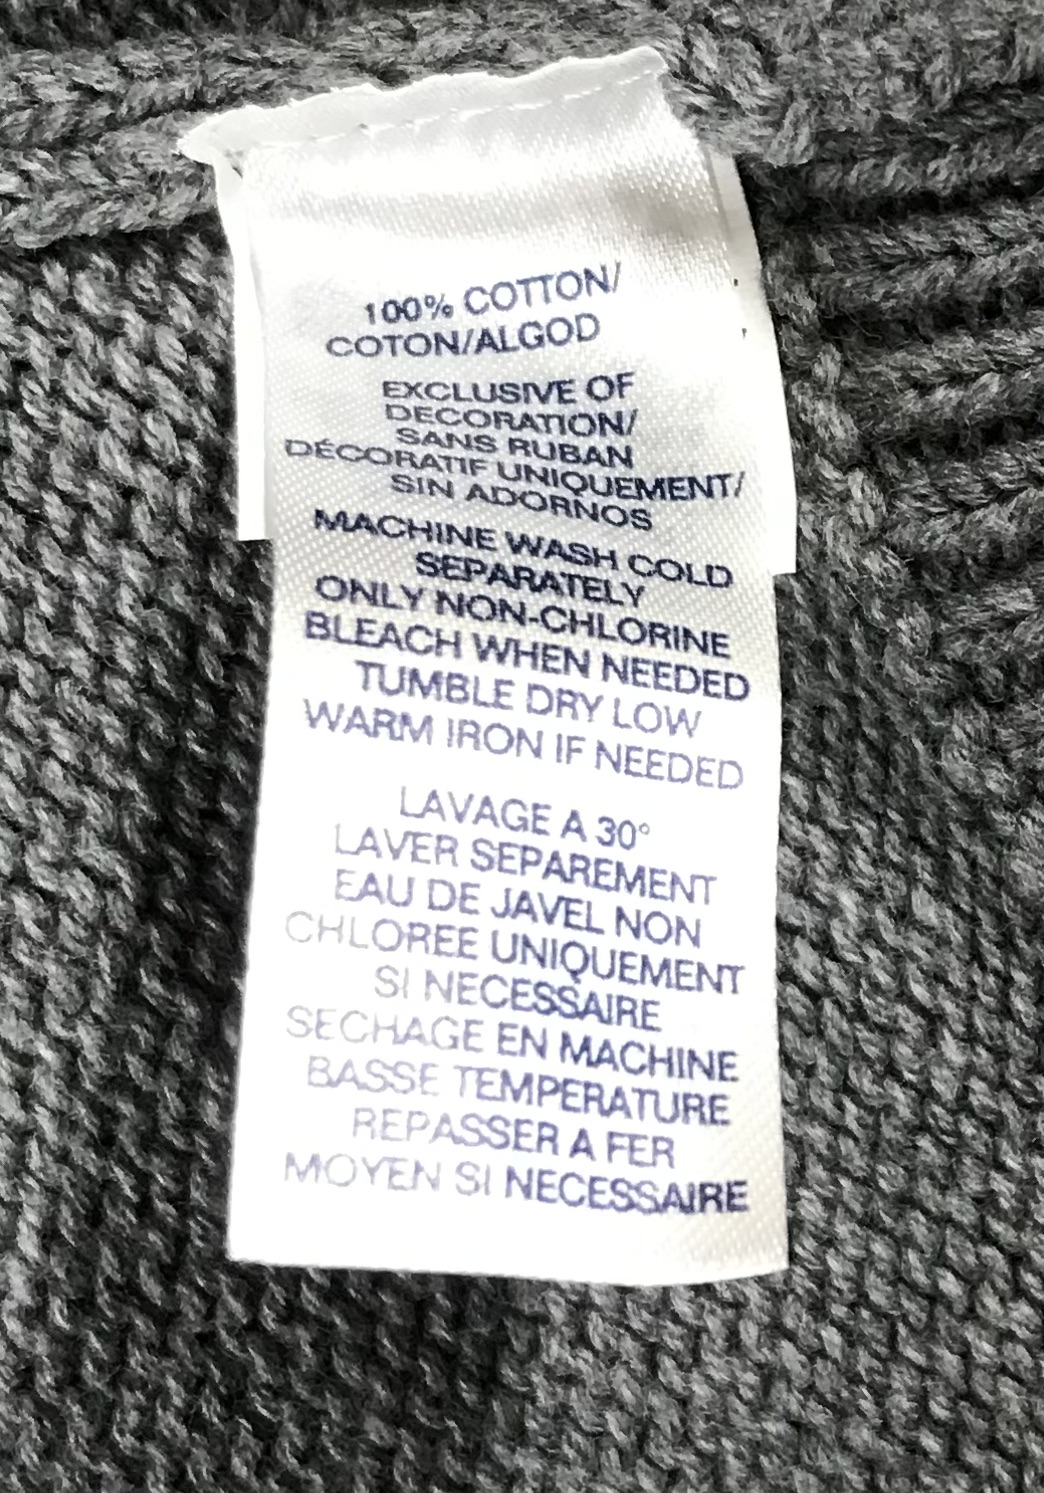 100% COTTON/
COTON/ALGOD
EXCLUSIVE OF
DECORATION/
SANS RUBAN
DÉCORATIF UNIQUEMENT/
SIN ADORNOS
MACHINE WASH COLD
SEPARATELY
ONLY NON-CHLORINE
BLEACH WHEN NEEDED
TUMBLE DRY LOW
WARM IRON IF NEEDED
LAVAGE A 30°
LAVER SEPAREMENT
EAU DE JAVEL NON
CHLOREE UNIQUEMENT
SI NECESSAIRE
SECHAGE EN MACHINE
BASSE TEMPERATURE
REPASSER A FER
MOYEN SI NECESSAIRE